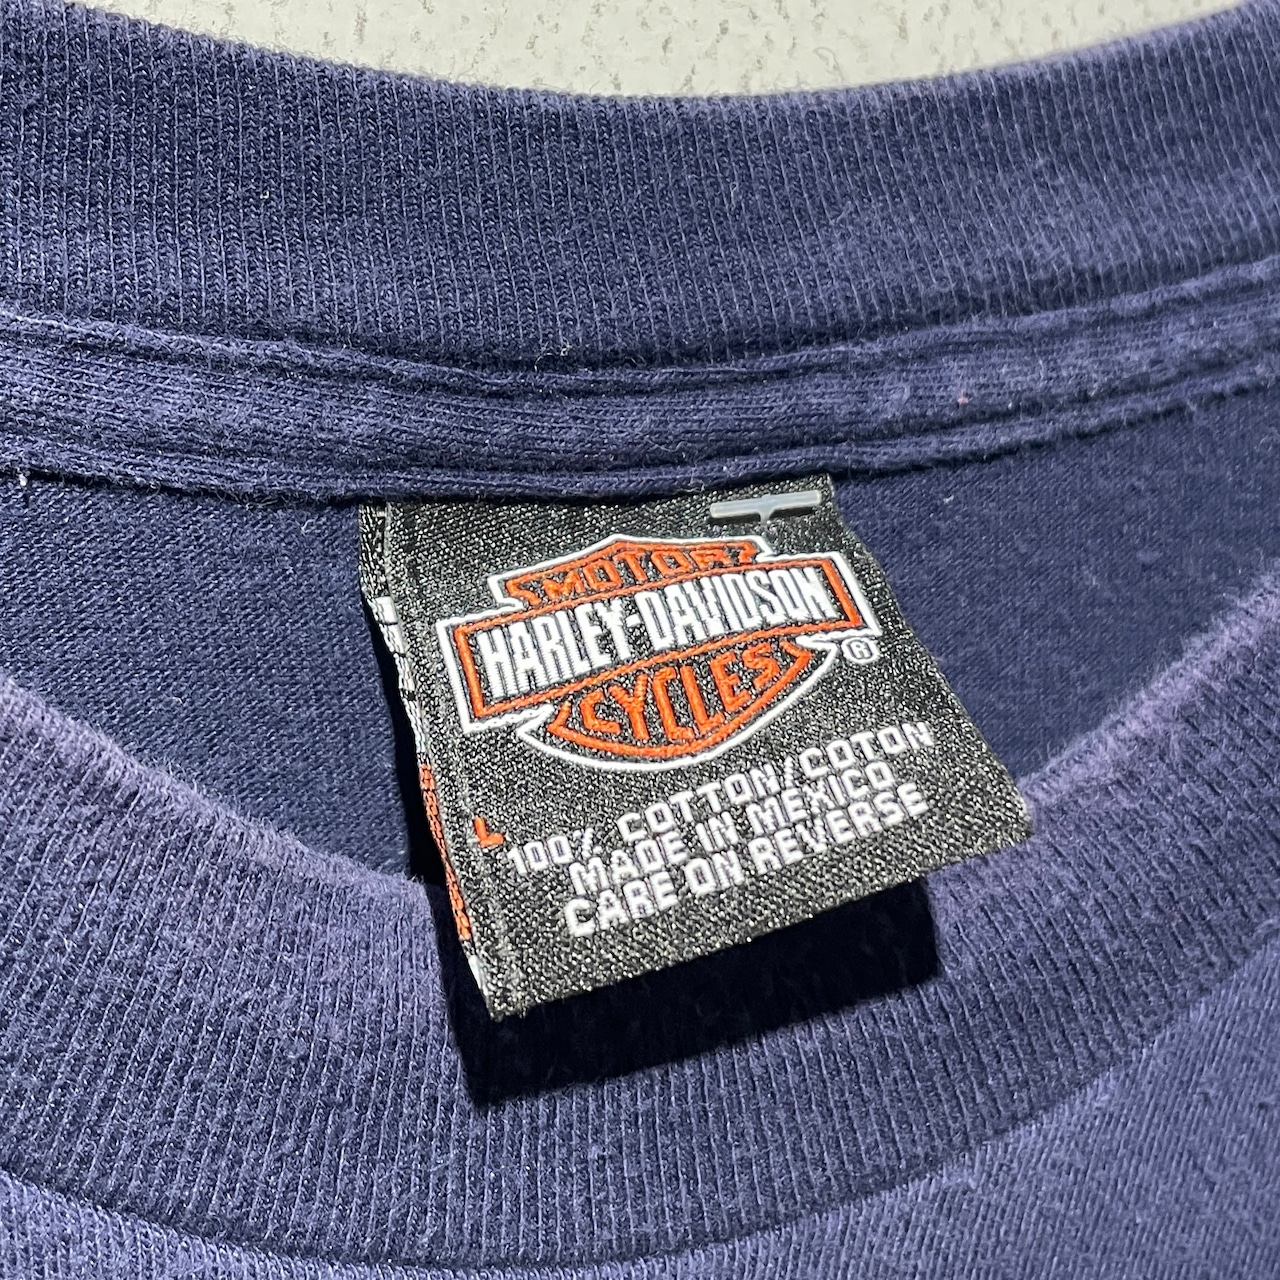 MOTOR
HARLEY-DAVIDSON
CYCLES
®
L
100% COTTON/COTON
MADE IN MEXICO
CARE ON REVERSE